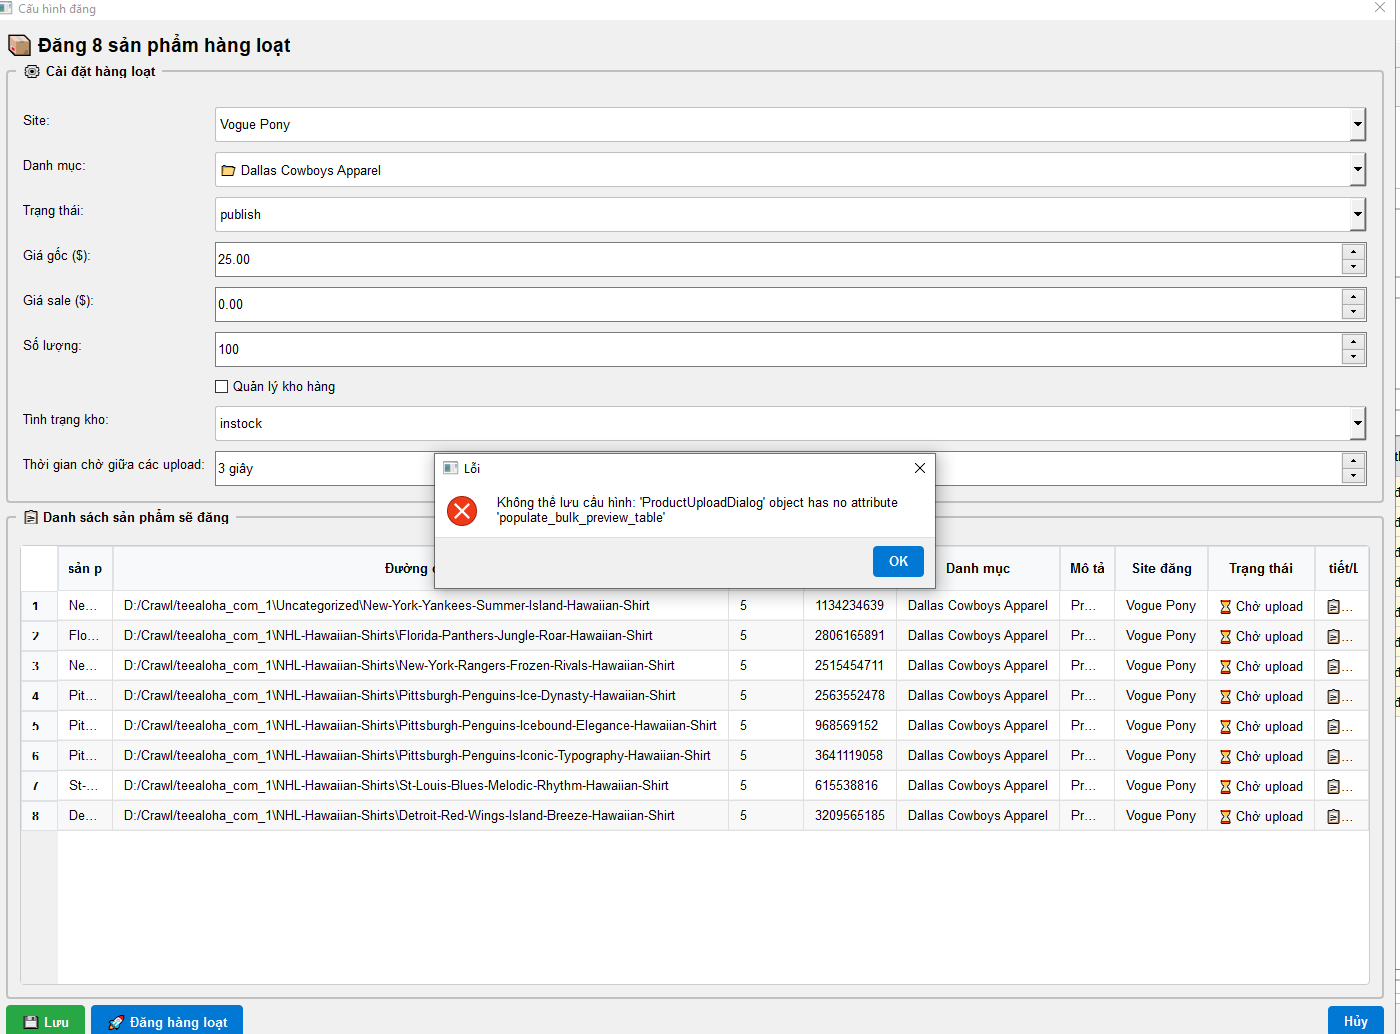 Cấu hình đăng
Đăng 8 sản phẩm hàng loạt
Cài đặt hàng loạt
Site:
Vogue Pony
Danh mục:
Dallas Cowboys Apparel
Trạng thái:
publish
Giá gốc ($):
25.00
Giá sale ($):
0.00
Số lượng:
100
Quản lý kho hàng
Tình trạng kho:
instock
Thời gian chờ giữa các upload:
3 giây
Lỗi
Không thể lưu cấu hình: 'ProductUploadDialog' object has no attribute
'populate_bulk_preview_table'
OK
Danh sách sản phẩm sẽ đăng
sản p Đường Danh mục Mô tả Site đăng Trạng thái tiết/L
1 Ne... D:/Crawl/teealoha_com_1\Uncategorized\New-York-Yankees-Summer-Island-Hawaiian-Shirt 5 1134234639 Dallas Cowboys Apparel Pr... Vogue Pony Chờ upload ...
2 Flo... D:/Crawl/teealoha_com_1\NHL-Hawaiian-Shirts\Florida-Panthers-Jungle-Roar-Hawaiian-Shirt 5 2806165891 Dallas Cowboys Apparel Pr... Vogue Pony Chờ upload ...
3 Ne... D:/Crawl/teealoha_com_1\NHL-Hawaiian-Shirts\New-York-Rangers-Frozen-Rivals-Hawaiian-Shirt 5 2515454711 Dallas Cowboys Apparel Pr... Vogue Pony Chờ upload ...
4 Pit... D:/Crawl/teealoha_com_1\NHL-Hawaiian-Shirts\Pittsburgh-Penguins-Ice-Dynasty-Hawaiian-Shirt 5 2563552478 Dallas Cowboys Apparel Pr... Vogue Pony Chờ upload ...
5 Pit... D:/Crawl/teealoha_com_1\NHL-Hawaiian-Shirts\Pittsburgh-Penguins-Icebound-Elegance-Hawaiian-Shirt 5 968569152 Dallas Cowboys Apparel Pr... Vogue Pony Chờ upload ...
6 Pit... D:/Crawl/teealoha_com_1\NHL-Hawaiian-Shirts\Pittsburgh-Penguins-Iconic-Typography-Hawaiian-Shirt 5 3641119058 Dallas Cowboys Apparel Pr... Vogue Pony Chờ upload ...
7 St-... D:/Crawl/teealoha_com_1\NHL-Hawaiian-Shirts\St-Louis-Blues-Melodic-Rhythm-Hawaiian-Shirt 5 615538816 Dallas Cowboys Apparel Pr... Vogue Pony Chờ upload ...
8 De... D:/Crawl/teealoha_com_1\NHL-Hawaiian-Shirts\Detroit-Red-Wings-Island-Breeze-Hawaiian-Shirt 5 3209565185 Dallas Cowboys Apparel Pr... Vogue Pony Chờ upload ...
Lưu
Đăng hàng loạt
Hủy